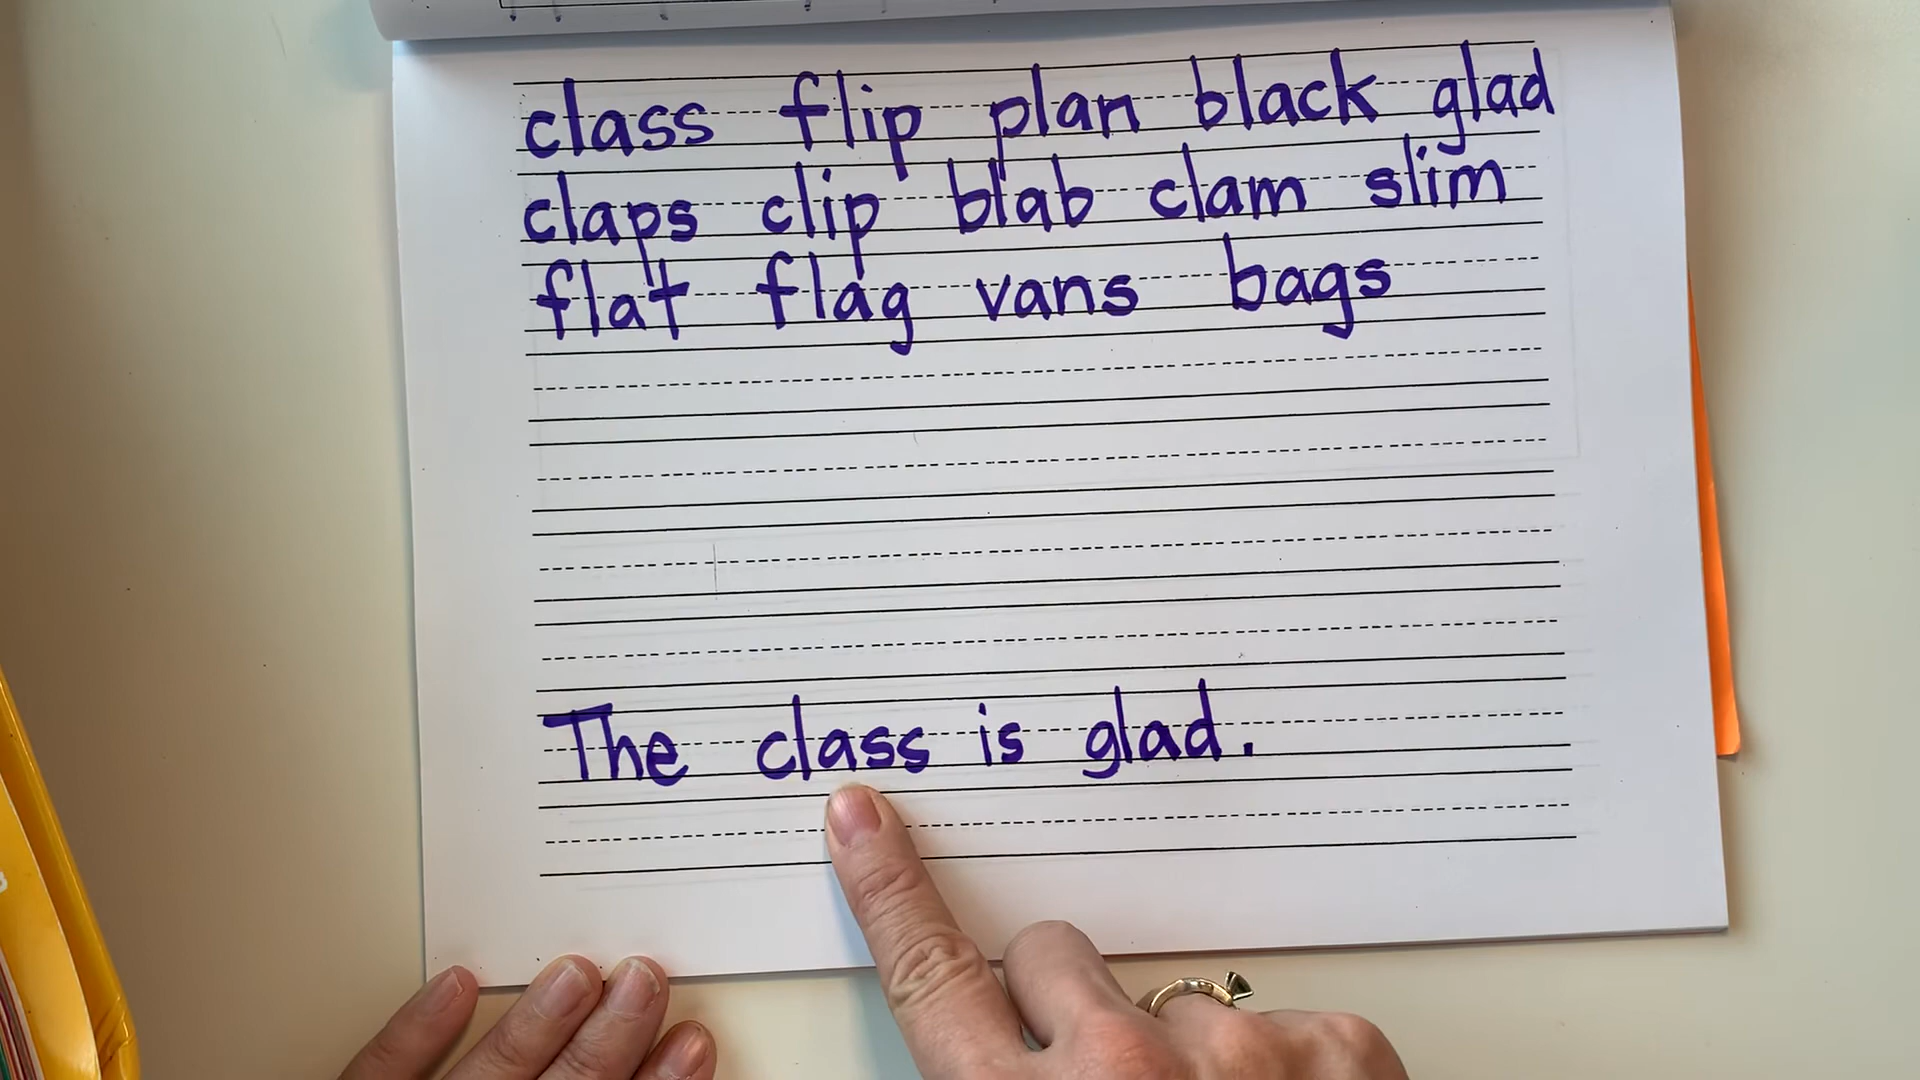 class flip plan black glad
claps clip blab clam slim
flat flag vans bags
The class is glad.